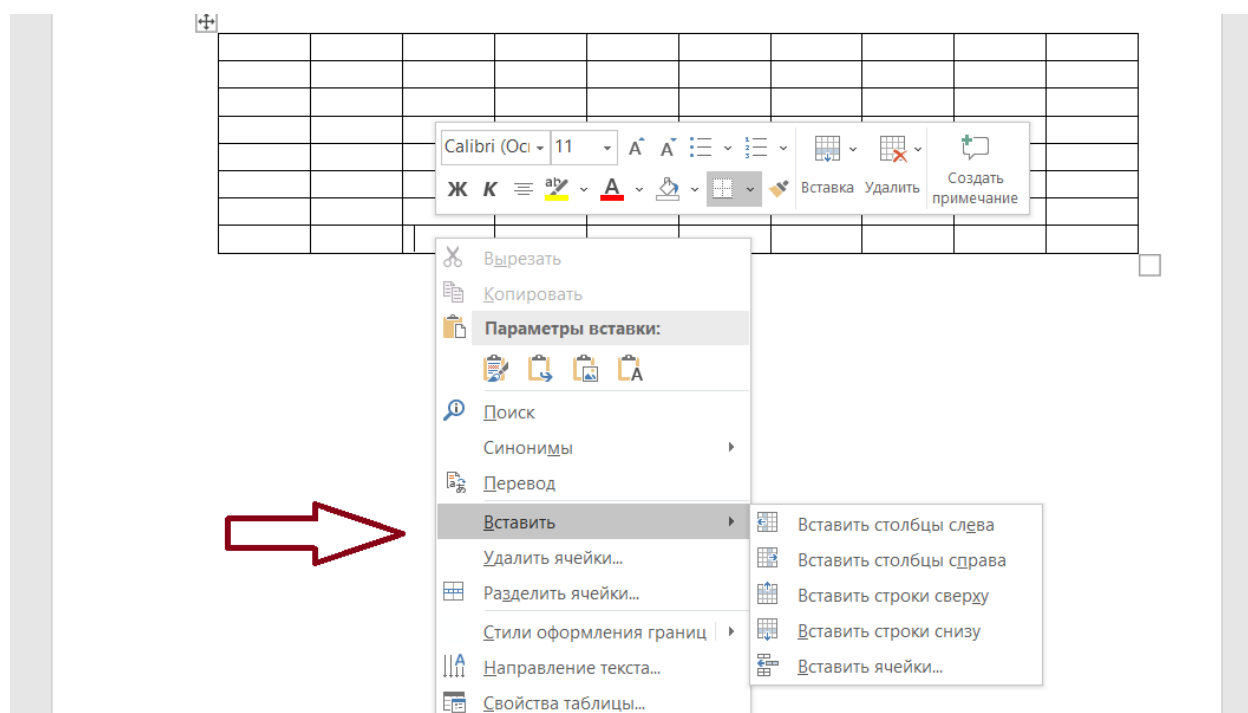 Calibri (Осı 11
Ж К
Вставка Удалить Создать примечание
Вырезать
Копировать
Параметры вставки:
Поиск
Синонимы
Перевод
Вставить
Удалить ячейки...
Разделить ячейки...
Стили оформления границ
Направление текста...
Свойства таблицы...
Вставить столбцы слева
Вставить столбцы справа
Вставить строки сверху
Вставить строки снизу
Вставить ячейки...